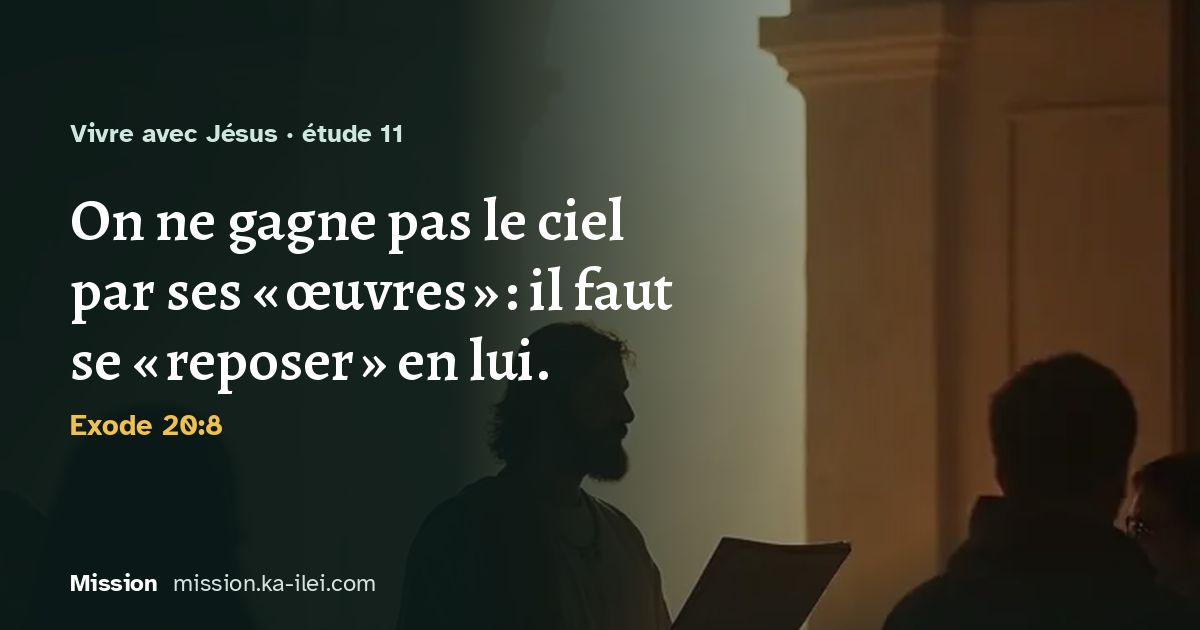 Vivre avec Jésus · étude 11
On ne gagne pas le ciel
par ses « œuvres » : il faut
se « reposer » en lui.
Exode 20:8
Mission mission.ka-ilei.com